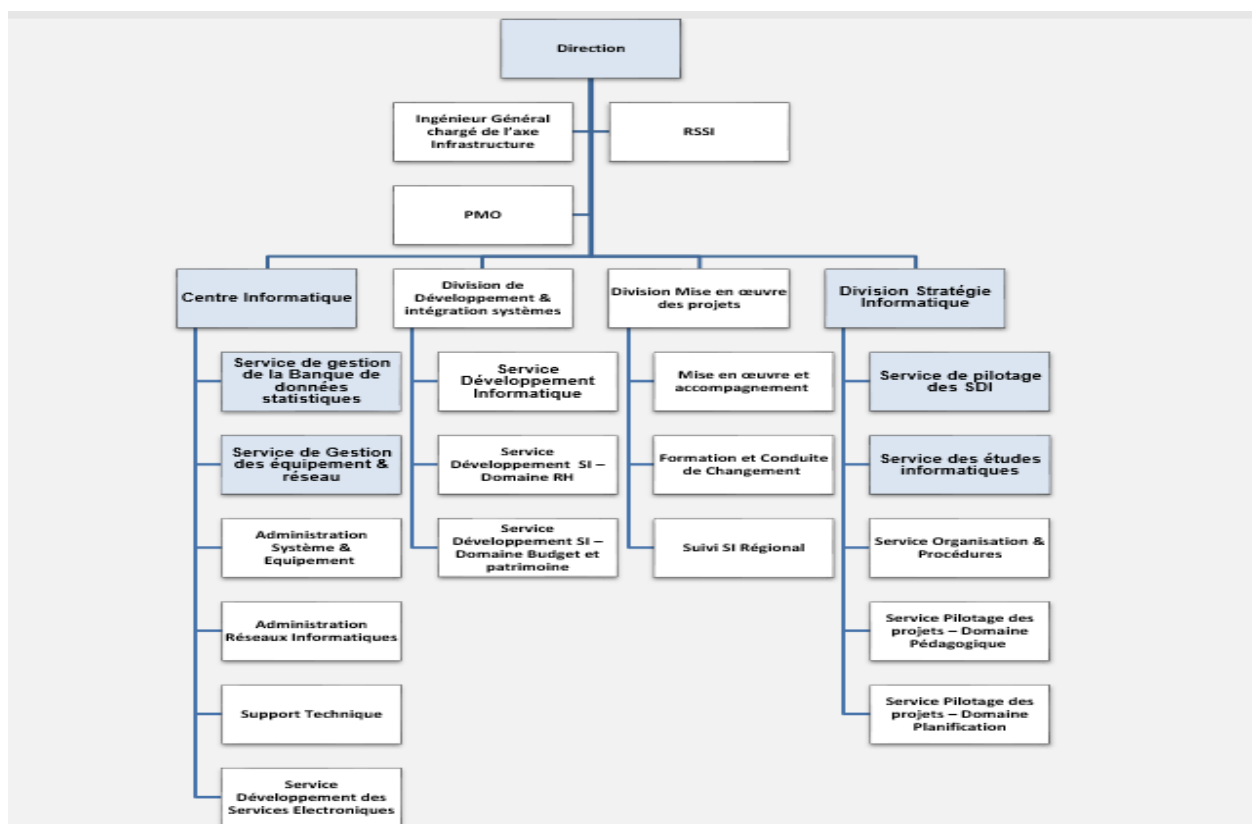 Direction
Ingénieur Général
chargé de l'axe
Infrastructure
RSSI
PMO
Centre Informatique
Division de
Développement &
intégration systèmes
Division Mise en œuvre
des projets
Division Stratégie
Informatique
Service de gestion
de la Banque de
données
statistiques
Service de Gestion
des équipement &
réseau
Administration
Système &
Equipement
Administration
Réseaux Informatiques
Support Technique
Service
Développement des
Services Electroniques
Service
Développement
Informatique
Service
Développement SI –
Domaine RH
Service
Développement SI –
Domaine Budget et
patrimoine
Mise en œuvre et
accompagnement
Formation et Conduite
de Changement
Suivi SI Régional
Service de pilotage
des SDI
Service des études
informatiques
Service Organisation &
Procédures
Service Pilotage des
projets – Domaine
Pédagogique
Service Pilotage des
projets – Domaine
Planification